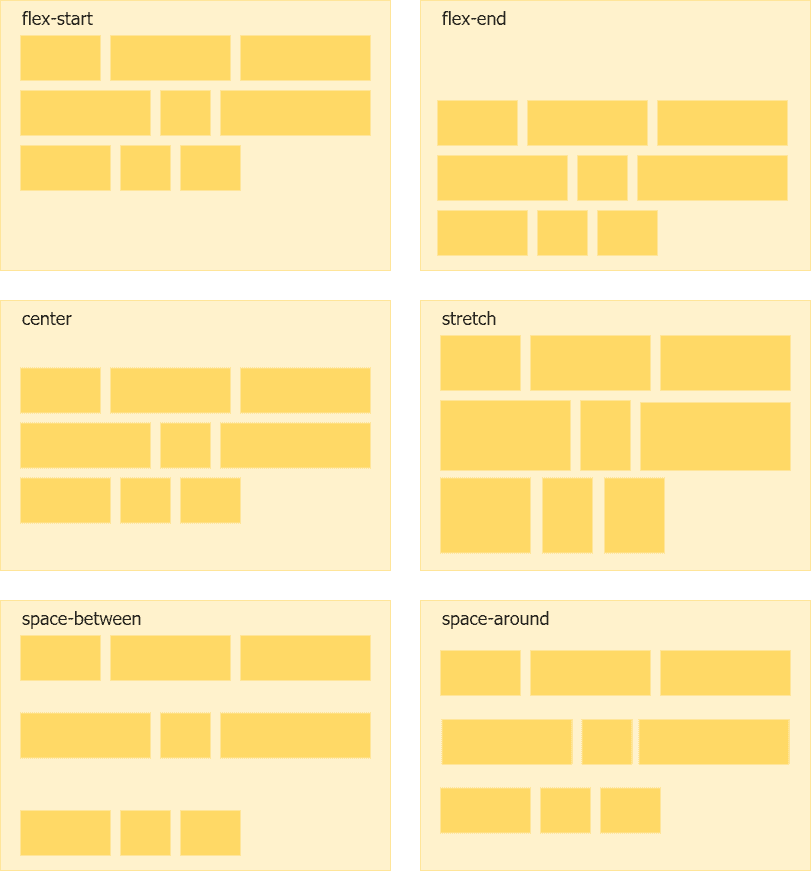 flex-start
flex-end
center
stretch
space-between
space-around